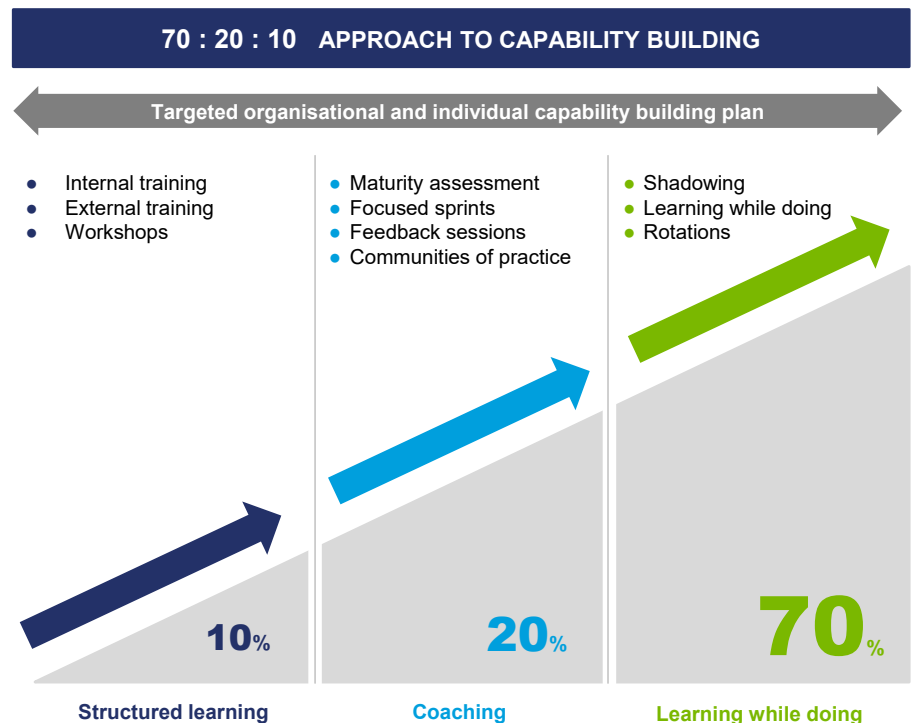 70 : 20 : 10 APPROACH TO CAPABILITY BUILDING
Targeted organisational and individual capability building plan
● Internal training
● External training
● Workshops
● Maturity assessment
● Focused sprints
● Feedback sessions
● Communities of practice
● Shadowing
● Learning while doing
● Rotations
10%
20%
70%
Structured learning
Coaching
Learning while doing